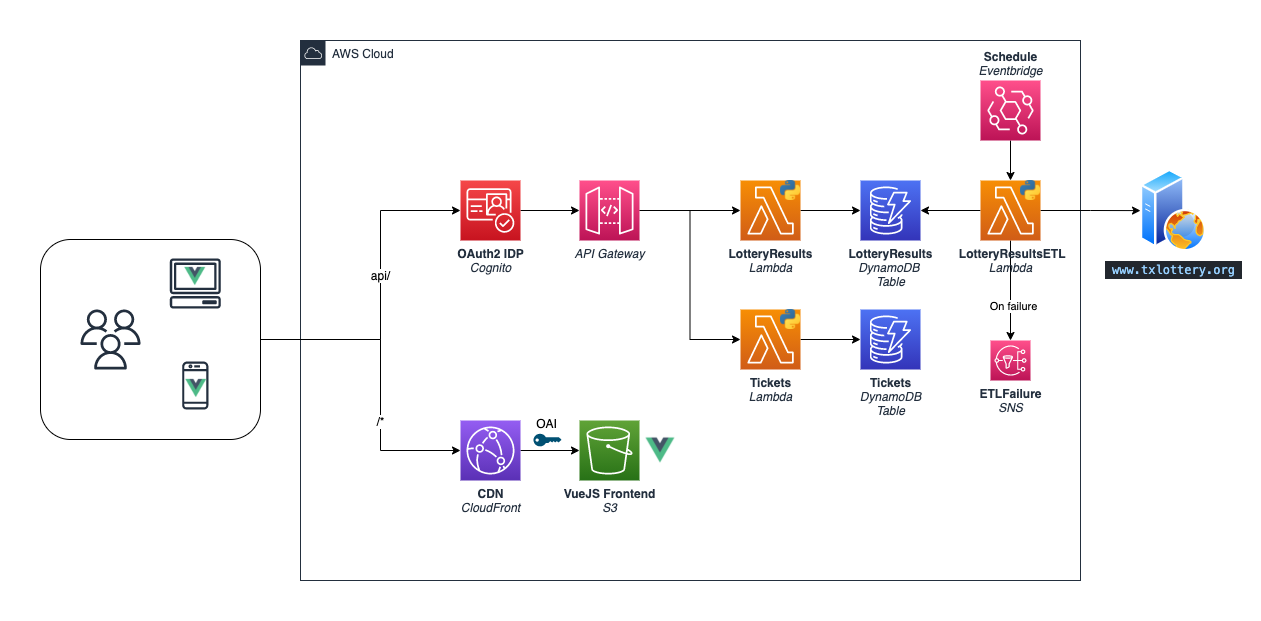 AWS Cloud
Schedule
Eventbridge
OAuth2 IDP
Cognito
API Gateway
LotteryResults
Lambda
LotteryResults
DynamoDB
Table
LotteryResultsETL
Lambda
www.txlottery.org
api/
On failure
Tickets
Lambda
Tickets
DynamoDB
Table
ETLFailure
SNS
/*
OAI
CDN
CloudFront
VueJS Frontend
S3